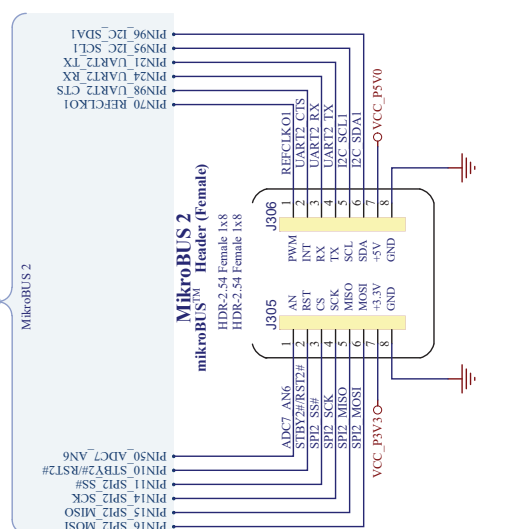 PIN96_I2C_SDA1
PIN95_I2C_SCL1
PIN21_UART2_TX
PIN24_UART2_RX
PIN98_UART2_CTS
PIN70_REFCLKO1
MikroBUS 2
PIN50_ADC7_AN6
PIN10_STBY2#/RST2#
PIN11_SPI2_SS#
PIN14_SPI2_SCK
PIN15_SPI2_MISO
PIN16_SPI2_MOSI
MikroBUS 2
mikroBUS™ Header (Female)
HDR-2.54 Female 1x8
HDR-2.54 Female 1x8
REFCLKO1
UART2_CTS
UART2_RX
UART2_TX
I2C_SCL1
I2C_SDA1
VCC_P5V0
J306
1
2
3
4
5
6
7
8
PWM
INT
RX
TX
SCL
SDA
+5V
GND
J305
AN
RST
CS
SCK
MISO
MOSI
+3.3V
GND
1
2
3
4
5
6
7
8
ADC7_AN6
STBY2#/RST2#
SPI2_SS#
SPI2_SCK
SPI2_MISO
SPI2_MOSI
VCC_P3V3